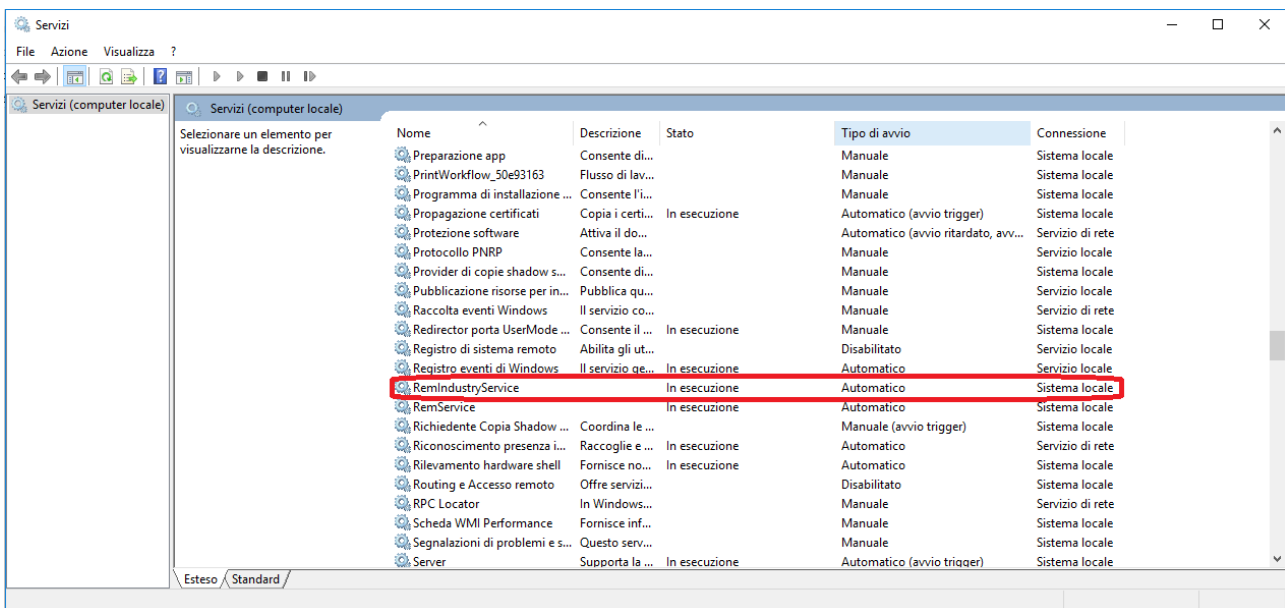 Servizi
File Azione Visualizza ?
Servizi (computer locale)
Servizi (computer locale)
Selezionare un elemento per
visualizzarne la descrizione.
Nome Descrizione Stato Tipo di avvio Connessione
Preparazione app Consente di... Manuale Sistema locale
PrintWorkflow_50e93163 Flusso di lav... Manuale Sistema locale
Programma di installazione ... Consente l'i... Manuale Sistema locale
Propagazione certificati Copia i certi... In esecuzione Automatico (avvio trigger) Sistema locale
Protezione software Attiva il do... Automatico (avvio ritardato, avv... Servizio di rete
Protocollo PNRP Consente la... Manuale Servizio locale
Provider di copie shadow s... Consente di... Manuale Sistema locale
Pubblicazione risorse per in... Pubblica qu... Manuale Servizio locale
Raccolta eventi Windows Il servizio co... Manuale Servizio di rete
Redirector porta UserMode ... Consente il ... In esecuzione Manuale Sistema locale
Registro di sistema remoto Abilita gli ut... Disabilitato Servizio locale
Registro eventi di Windows Il servizio ge... In esecuzione Automatico Servizio locale
RemIndustryService In esecuzione Automatico Sistema locale
RemService In esecuzione Automatico Sistema locale
Richiedente Copia Shadow ... Coordina le ... Manuale (avvio trigger) Sistema locale
Riconoscimento presenza i... Raccoglie e ... In esecuzione Automatico Servizio di rete
Rilevamento hardware shell Fornisce no... In esecuzione Automatico Sistema locale
Routing e Accesso remoto Offre servizi... Disabilitato Sistema locale
RPC Locator In Windows... Manuale Servizio di rete
Scheda WMI Performance Fornisce inf... Manuale Sistema locale
Segnalazioni di problemi e s... Questo serv... Manuale Sistema locale
Server Supporta la ... In esecuzione Automatico (avvio trigger) Sistema locale
Esteso Standard